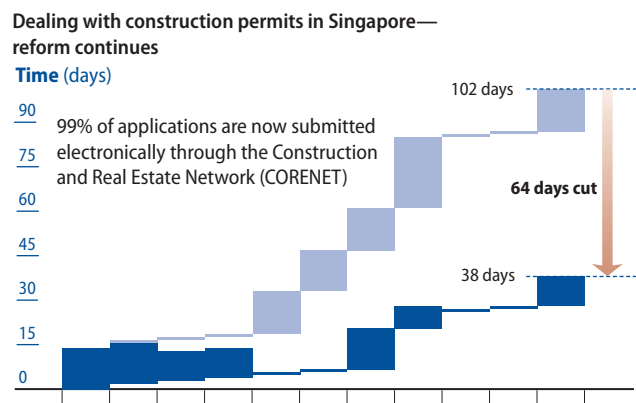 Dealing with construction permits in Singapore—
reform continues
Time (days)
102 days
90
99% of applications are now submitted
electronically through the Construction
and Real Estate Network (CORENET)
75
64 days cut
60
45
38 days
30
15
0